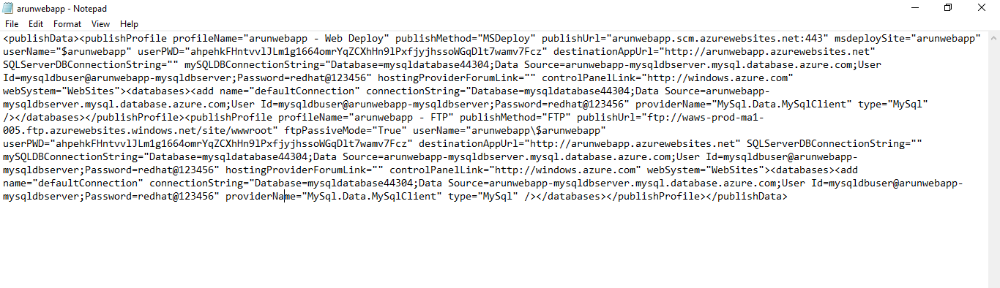 arunwebapp - Notepad
File Edit Format View Help
<publishData><publishProfile profileName="arunwebapp - Web Deploy" publishMethod="MSDeploy" publishUrl="arunwebapp.scm.azurewebsites.net:443" msdeploySite="arunwebapp"
userName="$arunwebapp" userPWD="ahpehkFHntvvlJLm1g1664omrYqZCXhHn9lPxfjyjhssoWGqDlt7wamv7Fcz" destinationAppUrl="http://arunwebapp.azurewebsites.net"
SQLServerDBConnectionString="" mySQLDBConnectionString="Database=mysqldatabase44304;Data Source=arunwebapp-mysqldbserver.mysql.database.azure.com;User
Id=mysqldbuser@arunwebapp-mysqldbserver;Password=redhat@123456" hostingProviderForumLink="" controlPanelLink="http://windows.azure.com"
webSystem="WebSites"><databases><add name="defaultConnection" connectionString="Database=mysqldatabase44304;Data Source=arunwebapp-
mysqldbserver.mysql.database.azure.com;User Id=mysqldbuser@arunwebapp-mysqldbserver;Password=redhat@123456" providerName="MySql.Data.MySqlClient" type="MySql"
/></databases></publishProfile><publishProfile profileName="arunwebapp - FTP" publishMethod="FTP" publishUrl="ftp://waws-prod-ma1-
005.ftp.azurewebsites.windows.net/site/wwwroot" ftpPassiveMode="True" userName="arunwebapp\$arunwebapp"
userPWD="ahpehkFHntvvlJLm1g1664omrYqZCXhHn9lPxfjyjhssoWGqDlt7wamv7Fcz" destinationAppUrl="http://arunwebapp.azurewebsites.net" SQLServerDBConnectionString=""
mySQLDBConnectionString="Database=mysqldatabase44304;Data Source=arunwebapp-mysqldbserver.mysql.database.azure.com;User Id=mysqldbuser@arunwebapp-
mysqldbserver;Password=redhat@123456" hostingProviderForumLink="" controlPanelLink="http://windows.azure.com" webSystem="WebSites"><databases><add
name="defaultConnection" connectionString="Database=mysqldatabase44304;Data Source=arunwebapp-mysqldbserver.mysql.database.azure.com;User Id=mysqldbuser@arunwebapp-
mysqldbserver;Password=redhat@123456" providerName="MySql.Data.MySqlClient" type="MySql" /></databases></publishProfile></publishData>